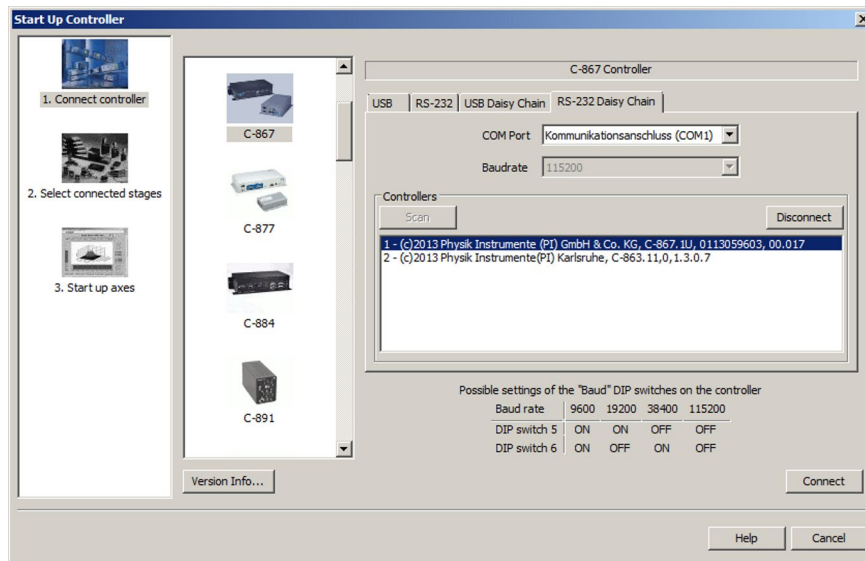 Start Up Controller
1. Connect controller
2. Select connected stages
3. Start up axes
C-867
C-877
C-884
C-891
Version Info...
C-867 Controller
USB RS-232 USB Daisy Chain RS-232 Daisy Chain
COM Port Kommunikationsanschluss (COM1)
Baudrate 115200
Controllers
Scan Disconnect
1 - (c)2013 Physik Instrumente (PI) GmbH & Co. KG, C-867.1U, 0113059603, 00.017
2 - (c)2013 Physik Instrumente(PI) Karlsruhe, C-863.11,0,1.3.0.7
Possible settings of the "Baud" DIP switches on the controller
Baud rate 9600 19200 38400 115200
DIP switch 5 ON ON OFF OFF
DIP switch 6 ON OFF ON OFF
Connect
Help Cancel